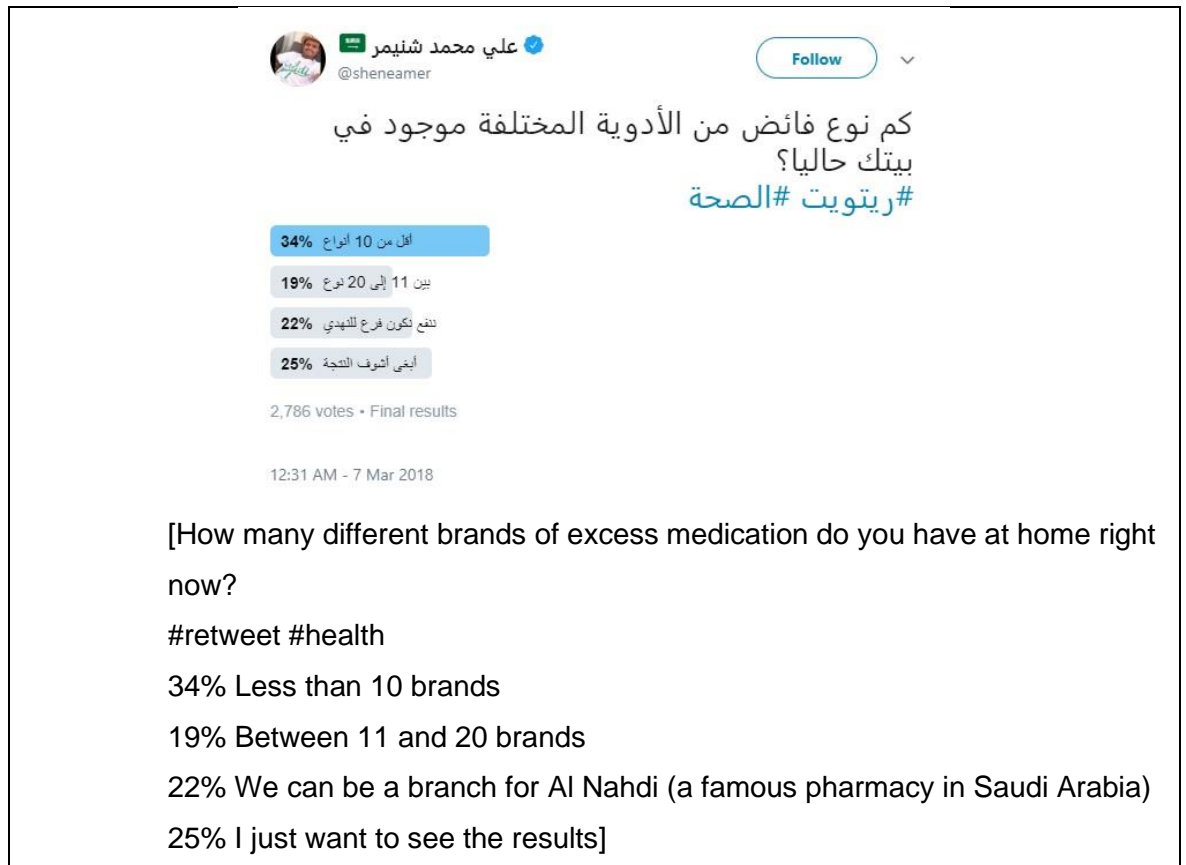 علي محمد شنيمر
@sheneamer
Follow
كم نوع فائض من الأدوية المختلفة موجود في
بيتك حاليا؟
#ريتويت #الصحة
34% أقل من 10 أنواع
19% بين 11 إلى 20 نوع
22% ننفع نكون فرع للنهدي
25% أبغى أشوف النتجة
2,786 votes • Final results
12:31 AM - 7 Mar 2018
[How many different brands of excess medication do you have at home right
now?
#retweet #health
34% Less than 10 brands
19% Between 11 and 20 brands
22% We can be a branch for Al Nahdi (a famous pharmacy in Saudi Arabia)
25% I just want to see the results]